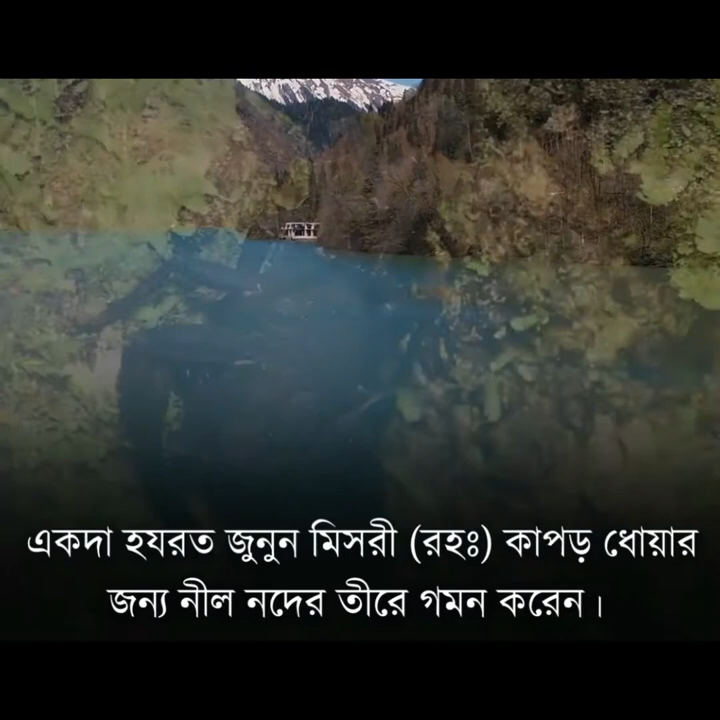 একদা হযরত জুনুন মিসরী (রহঃ) কাপড় ধোয়ার
জন্য নীল নদের তীরে গমন করেন।